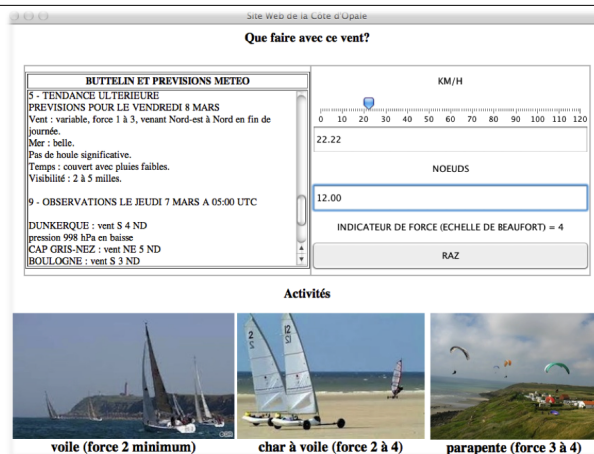 Site Web de la Côte d'Opale
Que faire avec ce vent?
BUTTELIN ET PREVISIONS METEO
5 - TENDANCE ULTERIEURE
PREVISIONS POUR LE VENDREDI 8 MARS
Vent : variable, force 1 à 3, venant Nord-est à Nord en fin de
journée.
Mer : belle.
Pas de houle significative.
Temps : couvert avec pluies faibles.
Visibilité : 2 à 5 milles.
9 - OBSERVATIONS LE JEUDI 7 MARS A 05:00 UTC
DUNKERQUE : vent S 4 ND
pression 998 hPa en baisse
CAP GRIS-NEZ : vent NE 5 ND
BOULOGNE : vent S 3 ND
KM/H
0 10 20 30 40 50 60 70 80 90 100 110 120
22.22
NOEUDS
12.00
INDICATEUR DE FORCE (ECHELLE DE BEAUFORT) = 4
RAZ
Activités
voile (force 2 minimum)
char à voile (force 2 à 4)
parapente (force 3 à 4)